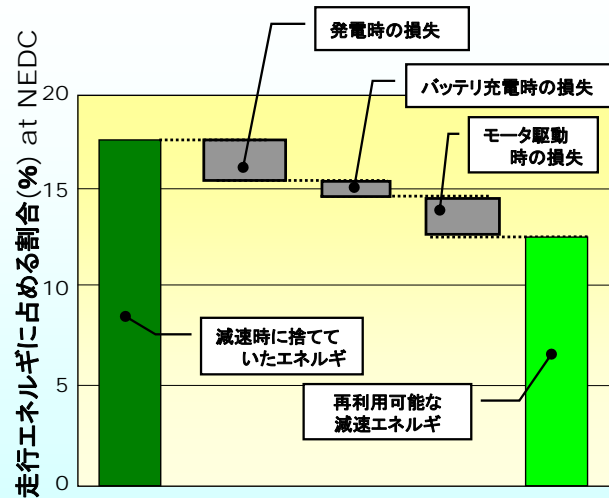 発電時の損失
バッテリ充電時の損失
モータ駆動
時の損失
走行エネルギに占める割合(%) at NEDC
20
15
10
5
0
減速時に捨てて
いたエネルギ
再利用可能な
減速エネルギ